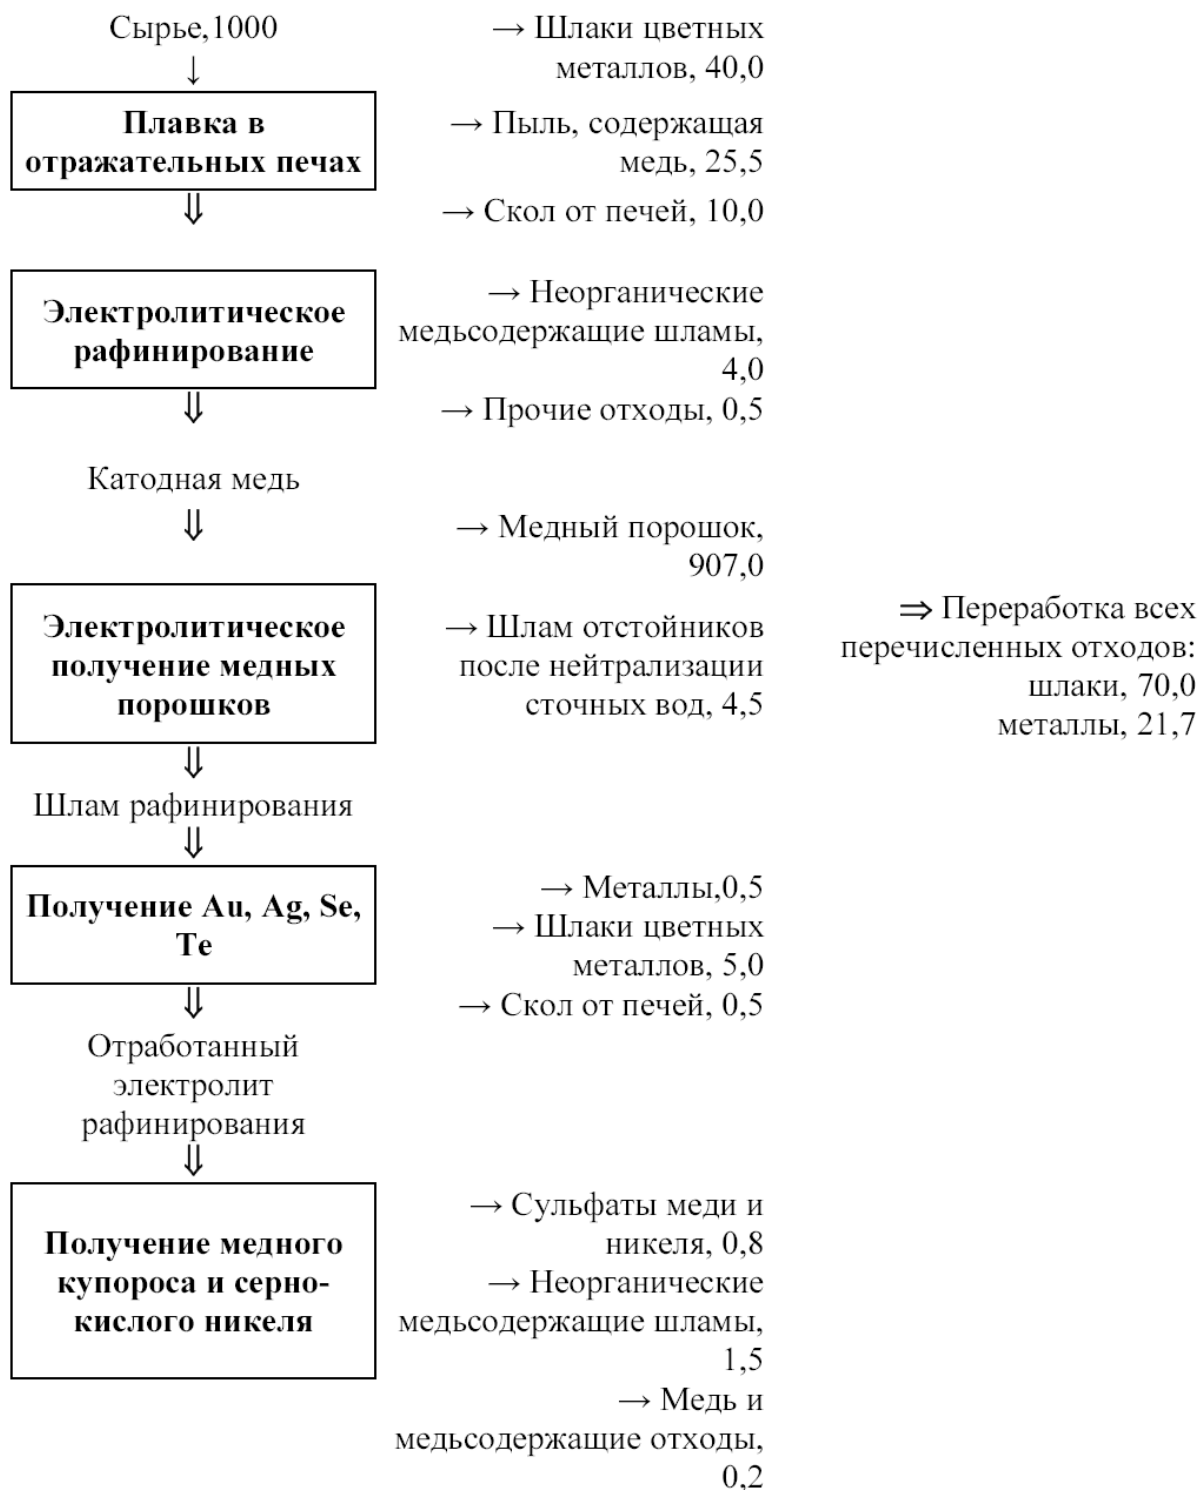 Сырье,1000
↓
Плавка в
отражательных печах
⇓
→ Шлаки цветных
металлов, 40,0
→ Пыль, содержащая
медь, 25,5
→ Скол от печей, 10,0
Электролитическое
рафинирование
⇓
→ Неорганические
медьсодержащие шламы,
4,0
→ Прочие отходы, 0,5
Катодная медь
⇓
Электролитическое
получение медных
порошков
⇓
→ Медный порошок,
907,0
→ Шлам отстойников
после нейтрализации
сточных вод, 4,5
⇒ Переработка всех
перечисленных отходов:
шлаки, 70,0
металлы, 21,7
Шлам рафинирования
⇓
Получение Au, Ag, Se,
Te
⇓
→ Металлы,0,5
→ Шлаки цветных
металлов, 5,0
→ Скол от печей, 0,5
Отработанный
электролит
рафинирования
⇓
Получение медного
купороса и серно-
кислого никеля
→ Сульфаты меди и
никеля, 0,8
→ Неорганические
медьсодержащие шламы,
1,5
→ Медь и
медьсодержащие отходы,
0,2